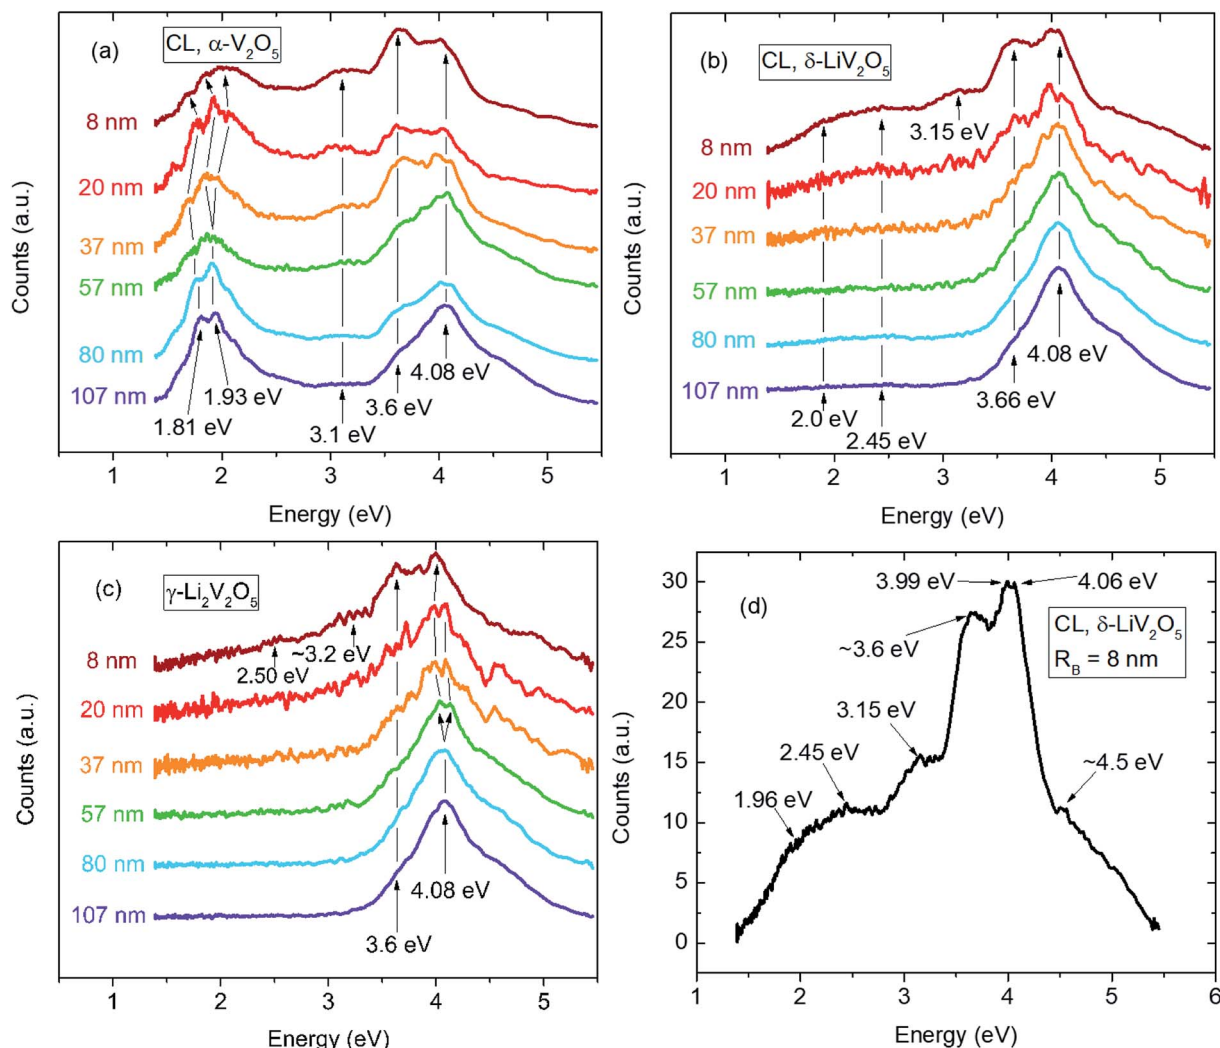 (a)
CL, α-V₂O₅
8 nm
20 nm
37 nm
57 nm
80 nm
107 nm
1.81 eV
1.93 eV
3.1 eV
3.6 eV
4.08 eV
Counts (a.u.)
1 2 3 4 5
Energy (eV)
(b)
CL, δ-LiV₂O₅
3.15 eV
8 nm
20 nm
37 nm
57 nm
80 nm
107 nm
2.0 eV
2.45 eV
3.66 eV
4.08 eV
Counts (a.u.)
1 2 3 4 5
Energy (eV)
(c)
γ-Li₂V₂O₅
8 nm
2.50 eV
~3.2 eV
20 nm
37 nm
57 nm
80 nm
107 nm
4.08 eV
3.6 eV
Counts (a.u.)
1 2 3 4 5
Energy (eV)
(d)
CL, δ-LiV₂O₅
R_B = 8 nm
3.99 eV
4.06 eV
~3.6 eV
3.15 eV
2.45 eV
1.96 eV
~4.5 eV
30
25
20
15
10
5
0
Counts (a.u.)
1 2 3 4 5 6
Energy (eV)